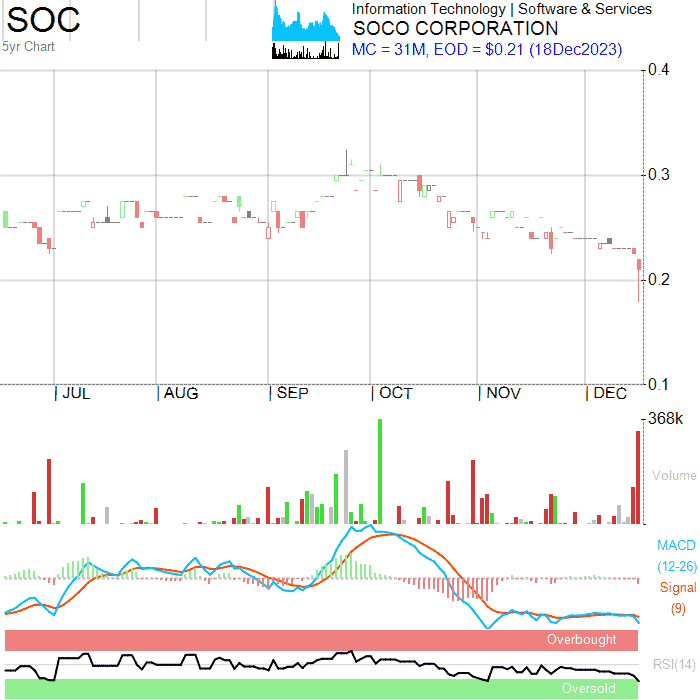 SOC
5yr Chart
Information Technology | Software & Services
SOCO CORPORATION
MC = 31M, EOD = $0.21 (18Dec2023)
0.4
0.3
0.2
0.1
| JUL | AUG | SEP | OCT | NOV | DEC
368k
Volume
MACD
(12-26)
Signal
(9)
Overbought
RSI(14)
Oversold